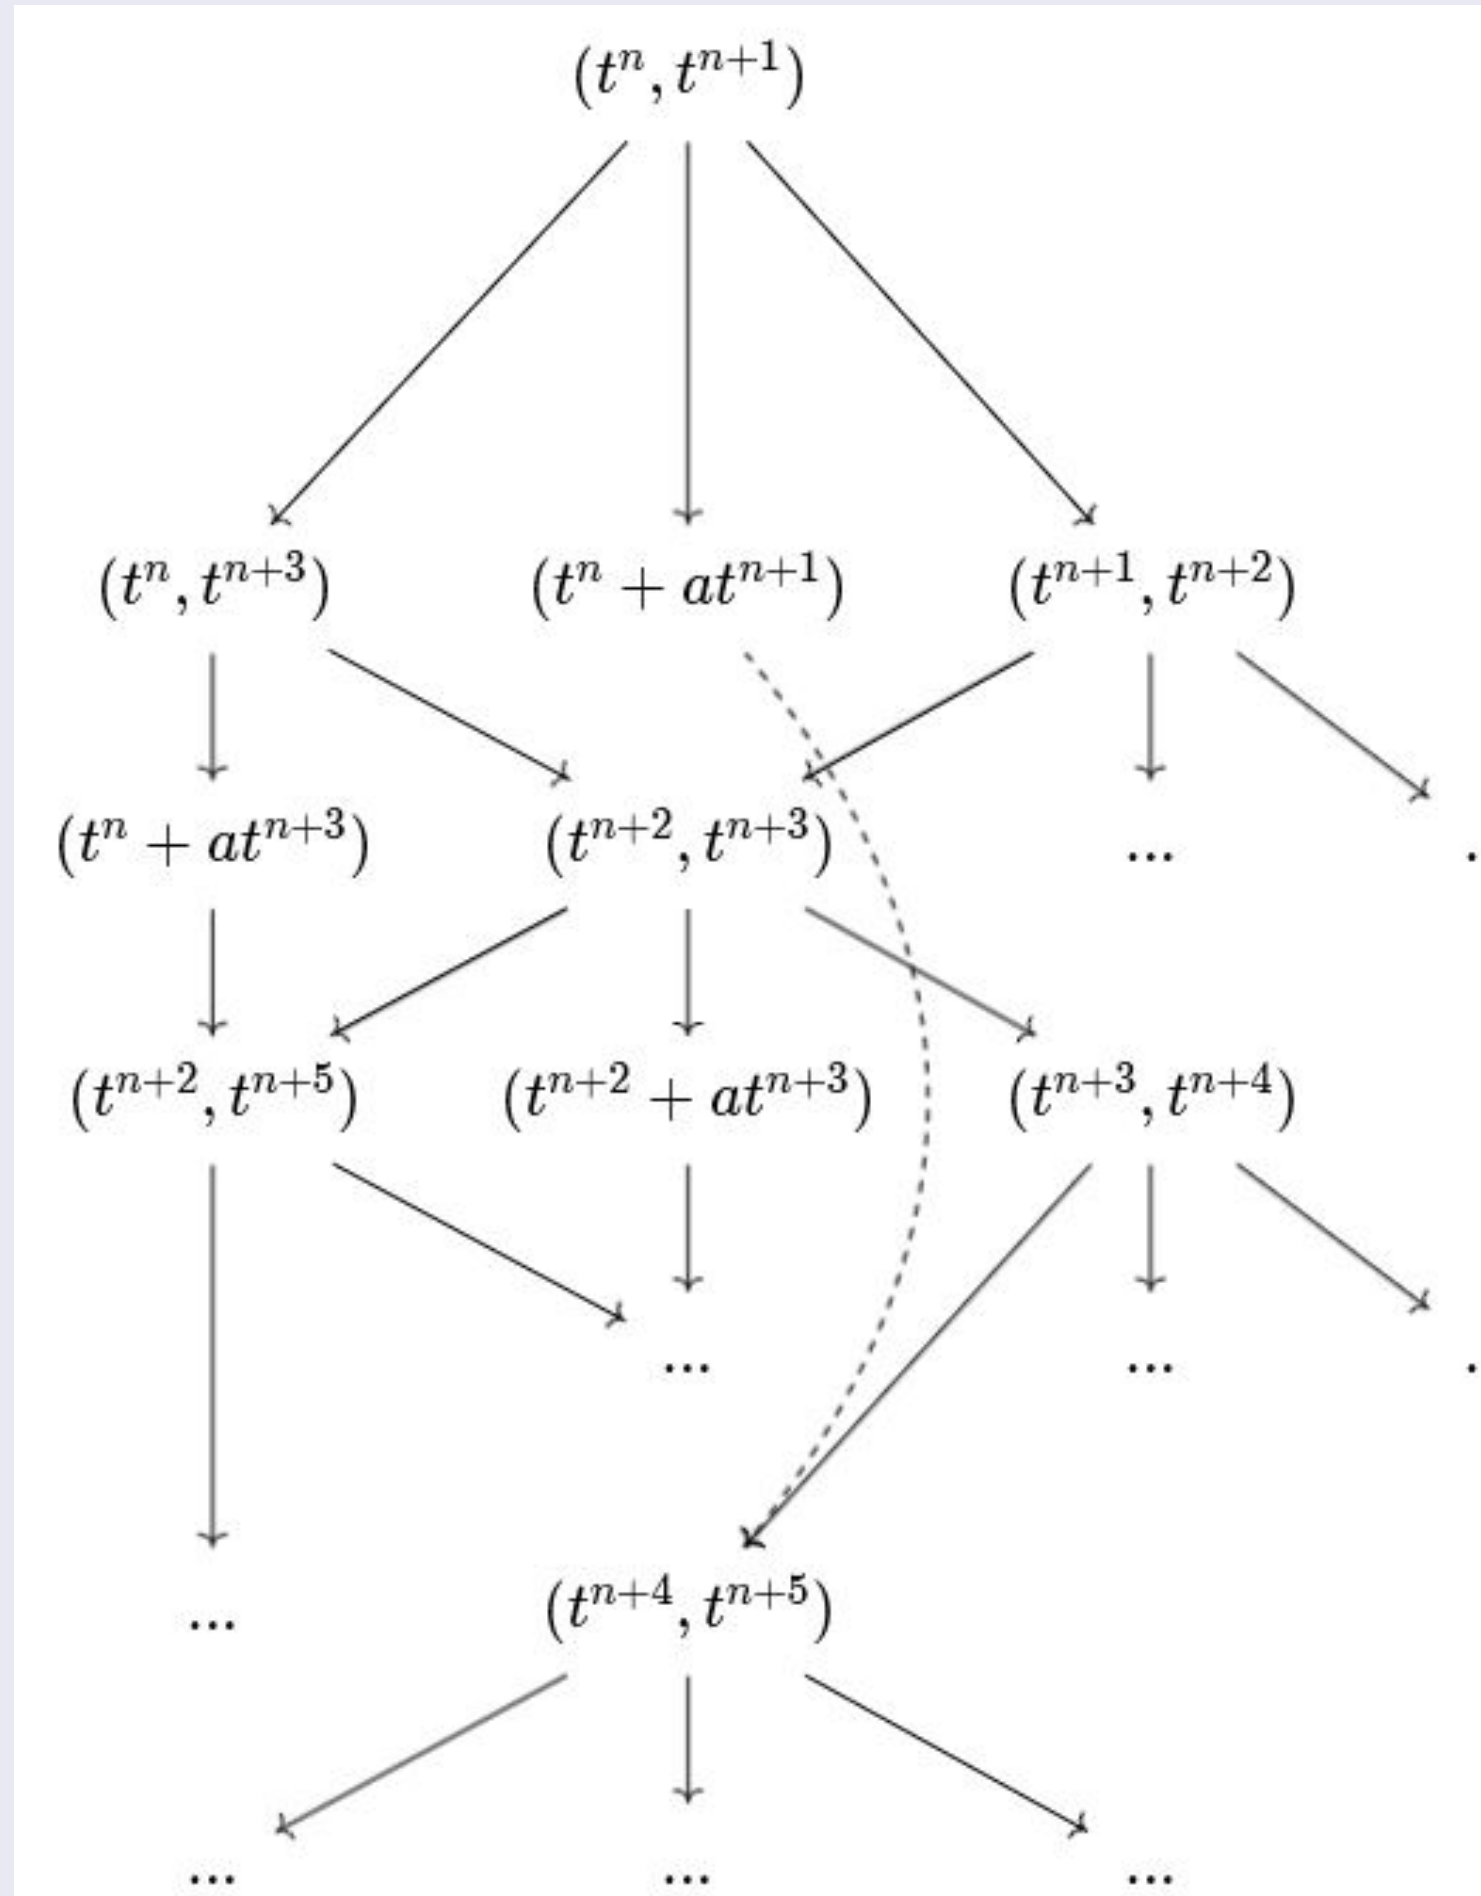 (t^n, t^{n+1})
(t^n, t^{n+3}) (t^n + at^{n+1}) (t^{n+1}, t^{n+2})
(t^n + at^{n+3}) (t^{n+2}, t^{n+3}) ... .
(t^{n+2}, t^{n+5}) (t^{n+2} + at^{n+3}) (t^{n+3}, t^{n+4})
... ... .
... (t^{n+4}, t^{n+5})
... ... ...